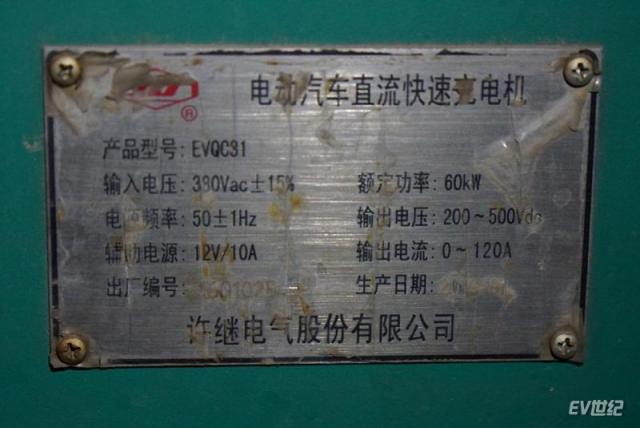 ®
电动汽车直流快速充电机
产品型号: EVQC31
输入电压: 380Vac±15% 额定功率: 60kW
电源频率: 50±1Hz 输出电压: 200~500Vdc
辅助电源: 12V/10A 输出电流: 0~120A
出厂编号: 生产日期:
许继电气股份有限公司
EV世纪